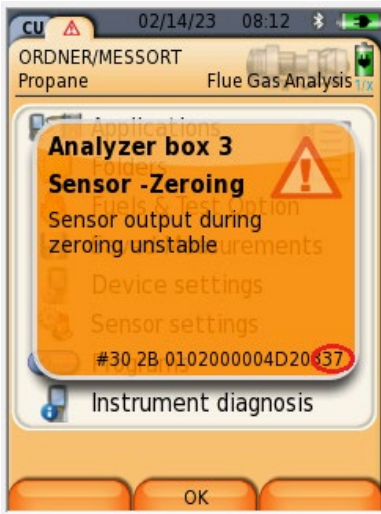 CU 02/14/23 08:12
ORDNER/MESSORT
Propane Flue Gas Analysis
1/x
Applications
Analyzer box 3
Folders
Sensor -Zeroing
Fuels & Test Option
Sensor output during
zeroing unstable
Measurements
Device settings
Sensor settings
Programs
#30 2B 0102000004D20837
Instrument diagnosis
OK